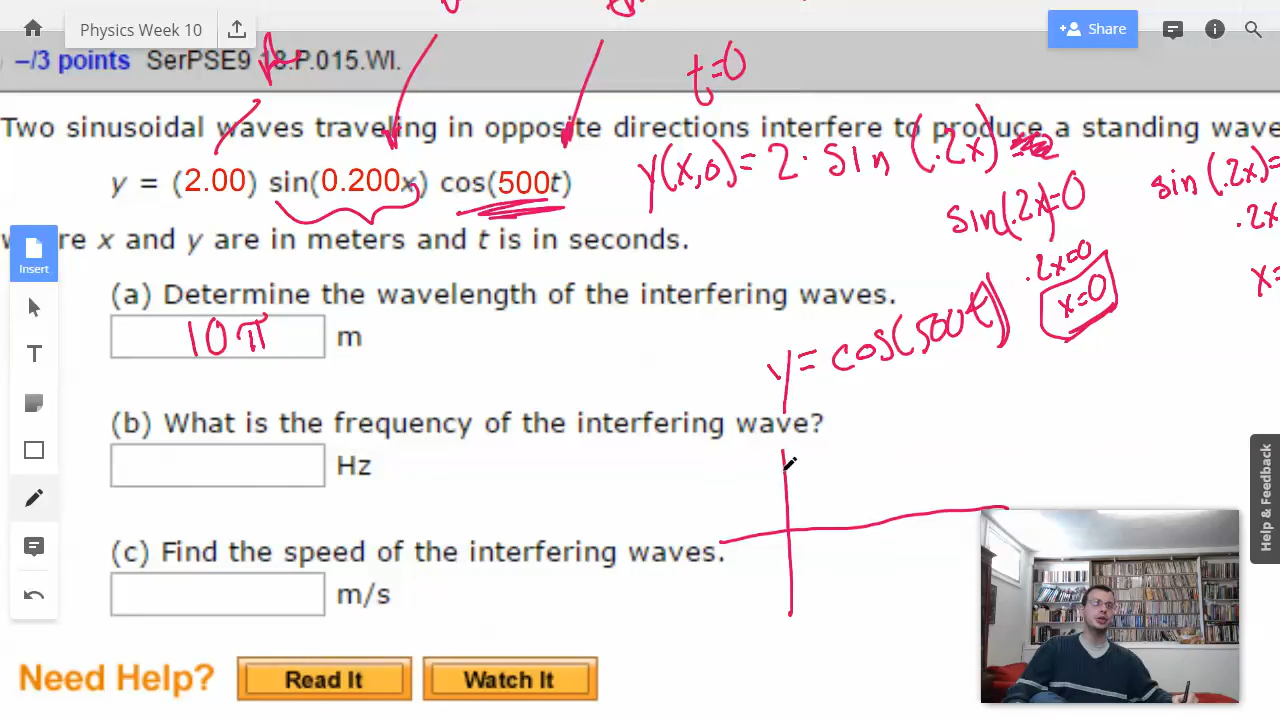 Physics Week 10
Share
–/3 points SerPSE9 18.P.015.WI.
t=0
Two sinusoidal waves traveling in opposite directions interfere to produce a standing wave
y(x,0)=2·sin(.2x)
sin(.2x)=
y = (2.00) sin(0.200x) cos(500t)
sin(.2x)=0
.2x
where x and y are in meters and t is in seconds.
Insert
.2x=0
x=
x=0
(a) Determine the wavelength of the interfering waves.
10π m
y=cos(500t)
(b) What is the frequency of the interfering wave?
Hz
(c) Find the speed of the interfering waves.
m/s
Help & Feedback
Need Help?
Read It
Watch It